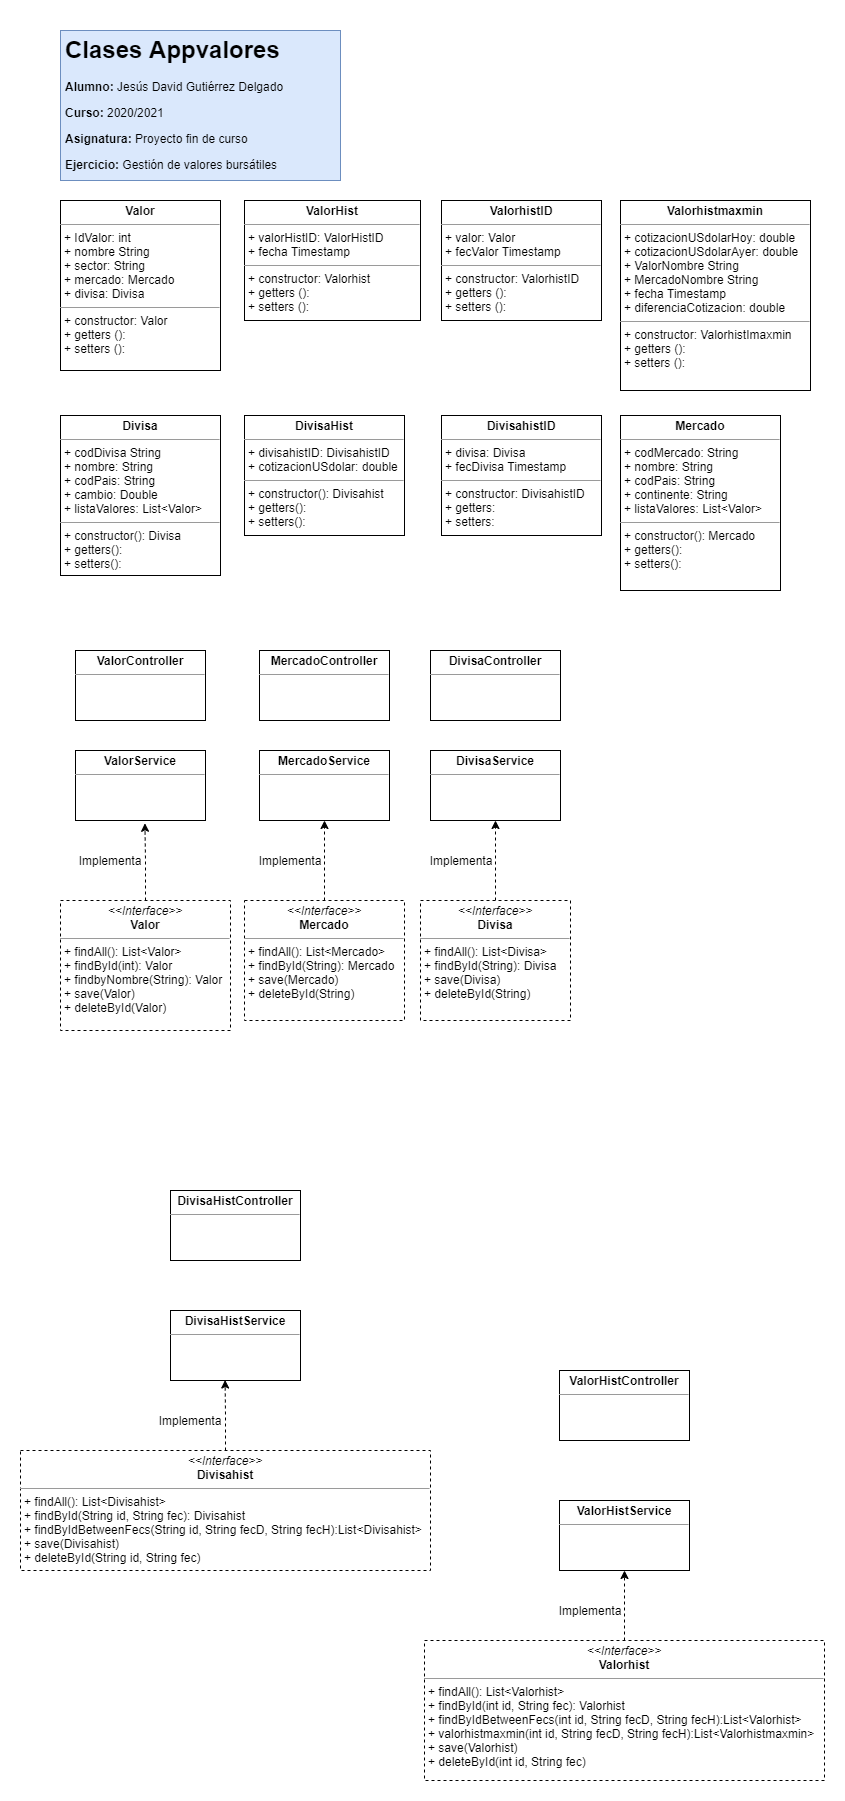 Clases Appvalores
Alumno: Jesús David Gutiérrez Delgado
Curso: 2020/2021
Asignatura: Proyecto fin de curso
Ejercicio: Gestión de valores bursátiles
Valor
+ IdValor: int
+ nombre String
+ sector: String
+ mercado: Mercado
+ divisa: Divisa
+ constructor: Valor
+ getters ():
+ setters ():
ValorHist
+ valorHistID: ValorHistID
+ fecha Timestamp
+ constructor: Valorhist
+ getters ():
+ setters ():
ValorhistID
+ valor: Valor
+ fecValor Timestamp
+ constructor: ValorhistID
+ getters ():
+ setters ():
Valorhistmaxmin
+ cotizacionUSdolarHoy: double
+ cotizacionUSdolarAyer: double
+ ValorNombre String
+ MercadoNombre String
+ fecha Timestamp
+ diferenciaCotizacion: double
+ constructor: ValorhistImaxmin
+ getters ():
+ setters ():
Divisa
+ codDivisa String
+ nombre: String
+ codPais: String
+ cambio: Double
+ listaValores: List<Valor>
+ constructor(): Divisa
+ getters():
+ setters():
DivisaHist
+ divisahistID: DivisahistID
+ cotizacionUSdolar: double
+ constructor(): Divisahist
+ getters():
+ setters():
DivisahistID
+ divisa: Divisa
+ fecDivisa Timestamp
+ constructor: DivisahistID
+ getters:
+ setters:
Mercado
+ codMercado: String
+ nombre: String
+ codPais: String
+ continente: String
+ listaValores: List<Valor>
+ constructor(): Mercado
+ getters():
+ setters():
ValorController
MercadoController
DivisaController
ValorService
MercadoService
DivisaService
Implementa
Implementa
Implementa
<<Interface>>
Valor
+ findAll(): List<Valor>
+ findById(int): Valor
+ findbyNombre(String): Valor
+ save(Valor)
+ deleteById(Valor)
<<Interface>>
Mercado
+ findAll(): List<Mercado>
+ findById(String): Mercado
+ save(Mercado)
+ deleteById(String)
<<Interface>>
Divisa
+ findAll(): List<Divisa>
+ findById(String): Divisa
+ save(Divisa)
+ deleteById(String)
DivisaHistController
DivisaHistService
Implementa
<<Interface>>
Divisahist
+ findAll(): List<Divisahist>
+ findById(String id, String fec): Divisahist
+ findByIdBetweenFecs(String id, String fecD, String fecH):List<Divisahist>
+ save(Divisahist)
+ deleteById(String id, String fec)
ValorHistController
ValorHistService
Implementa
<<Interface>>
Valorhist
+ findAll(): List<Valorhist>
+ findById(int id, String fec): Valorhist
+ findByIdBetweenFecs(int id, String fecD, String fecH):List<Valorhist>
+ valorhistmaxmin(int id, String fecD, String fecH):List<Valorhistmaxmin>
+ save(Valorhist)
+ deleteById(int id, String fec)